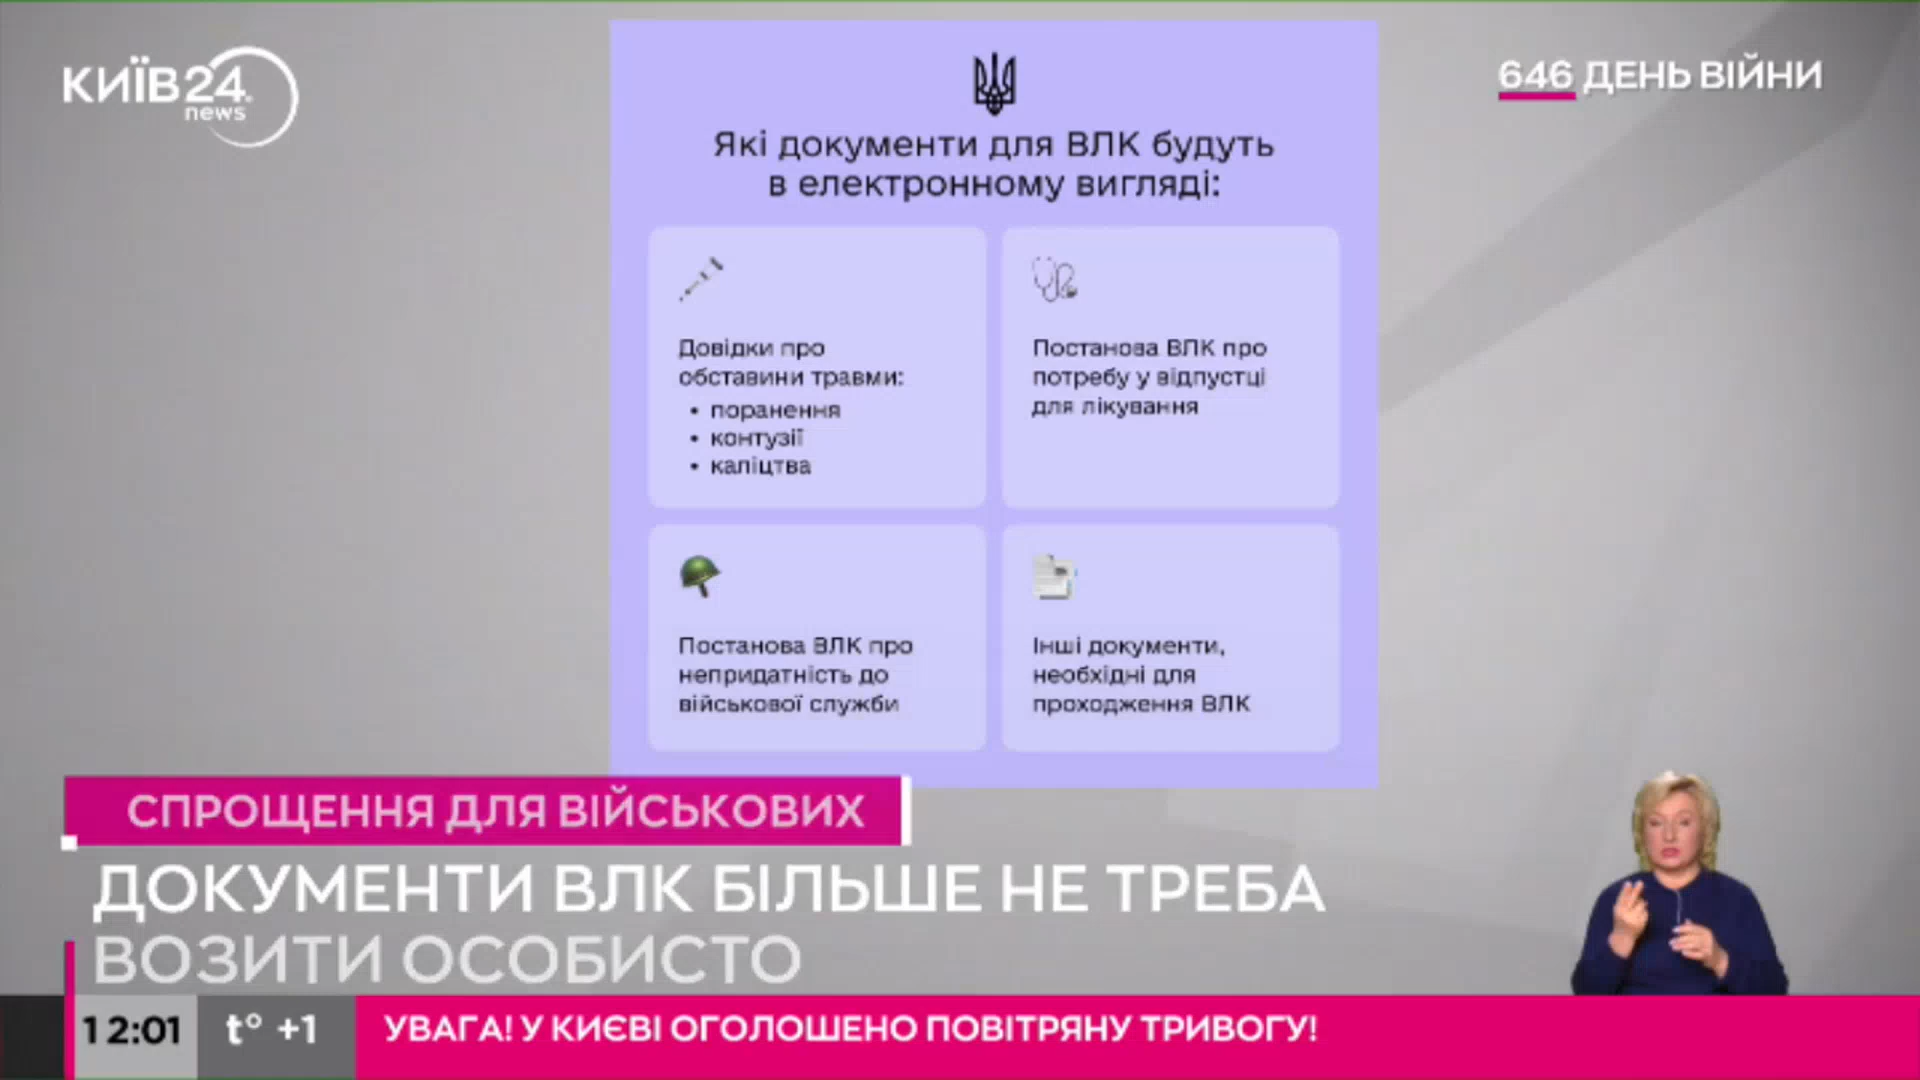 КИЇВ24
news
646 ДЕНЬ ВІЙНИ
Які документи для ВЛК будуть
в електронному вигляді:
Довідки про
обставини травми:
• поранення
• контузії
• каліцтва
Постанова ВЛК про
потребу у відпустці
для лікування
Постанова ВЛК про
непридатність до
військової служби
Інші документи,
необхідні для
проходження ВЛК
СПРОЩЕННЯ ДЛЯ ВІЙСЬКОВИХ
ДОКУМЕНТИ ВЛК БІЛЬШЕ НЕ ТРЕБА
ВОЗИТИ ОСОБИСТО
12:01
t° +1
УВАГА! У КИЄВІ ОГОЛОШЕНО ПОВІТРЯНУ ТРИВОГУ!